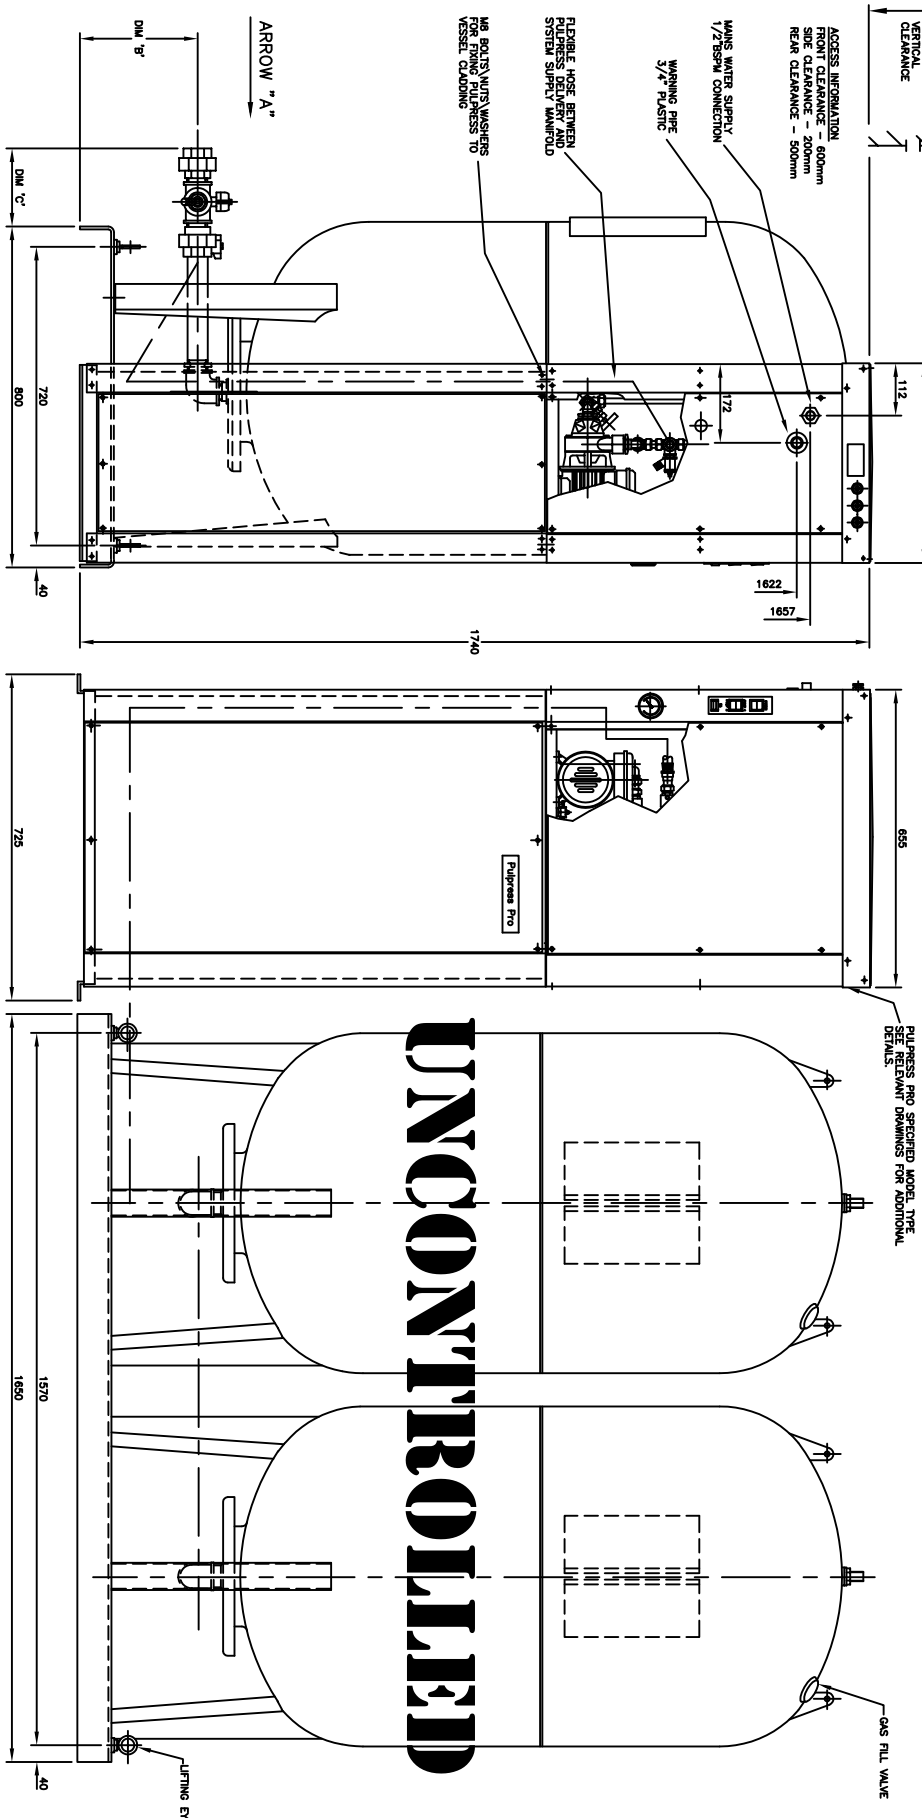 VERTICAL
CLEARANCE
ACCESS INFORMATION
FRONT CLEARANCE - 600mm
SIDE CLEARANCE - 200mm
REAR CLEARANCE - 500mm
MAINS WATER SUPPLY
1/2"BSPM CONNECTION
WARNING PIPE
3/4" PLASTIC
FLEXIBLE HOSE BETWEEN
PULPRESS DELIVERY AND
SYSTEM SUPPLY MANIFOLD
M8 BOLTS\NUTS\WASHERS
FOR FIXING PULPRESS TO
VESSEL CLADDING
ARROW "A"
DIM 'B'
DIM 'C'
112
172
1622
1657
1740
720
800
40
655
PULPRESS PRO SPECIFIED MODEL TYPE
SEE RELEVANT DRAWINGS FOR ADDITIONAL
DETAILS.
Pulpress Pro
725
UNCONTROLLED
GAS FILL VALVE
LIFTING
1570
1650
40